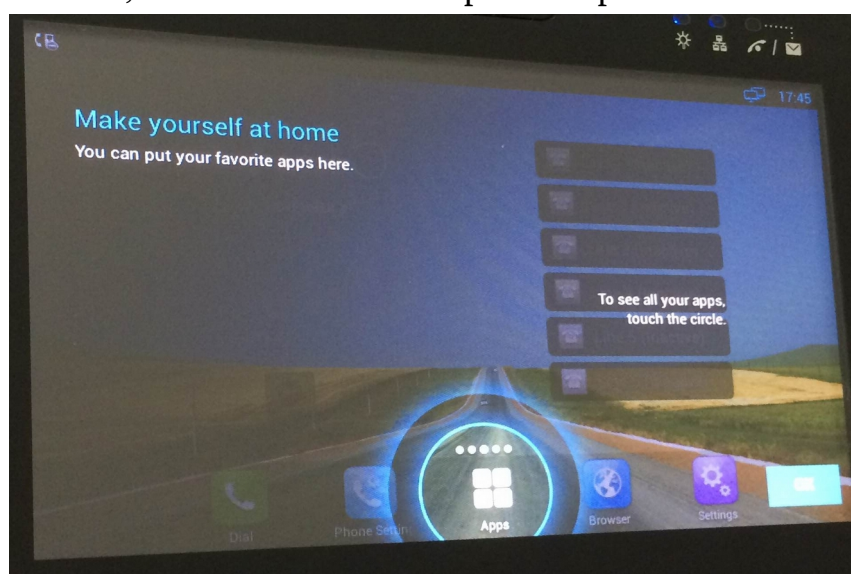 17:45
Make yourself at home
You can put your favorite apps here.
To see all your apps,
touch the circle.
Apps
Dial
Browser
Settings
OK